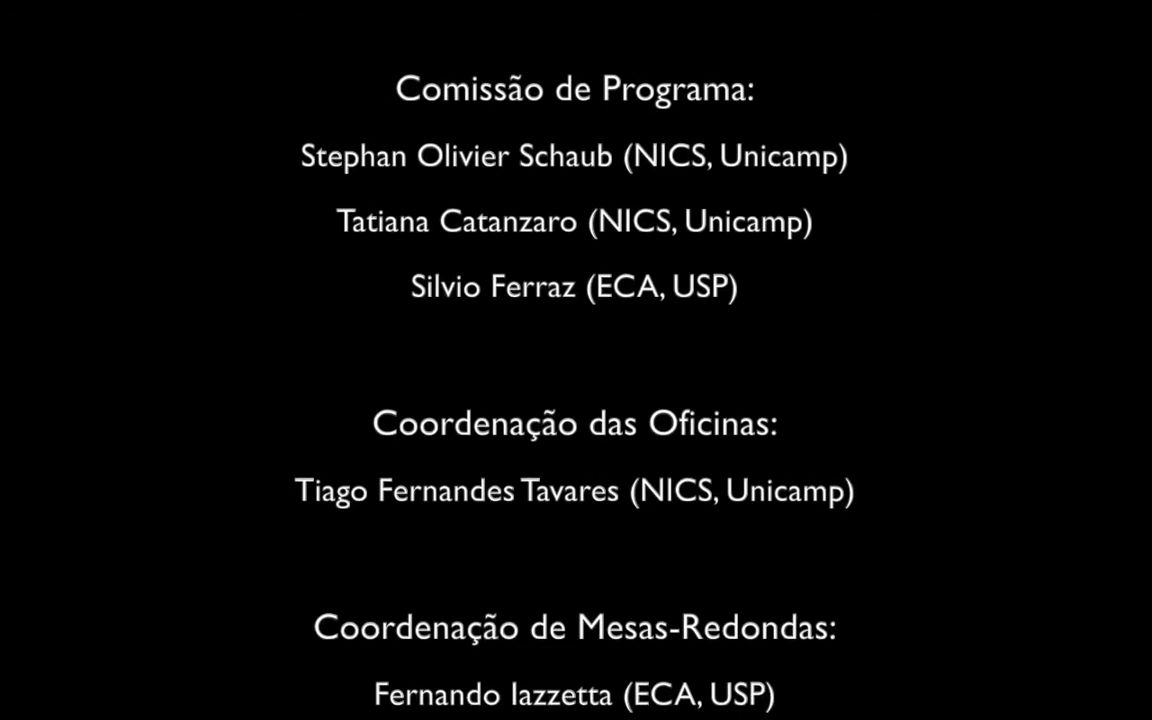 Comissão de Programa:
Stephan Olivier Schaub (NICS, Unicamp)
Tatiana Catanzaro (NICS, Unicamp)
Silvio Ferraz (ECA, USP)
Coordenação das Oficinas:
Tiago Fernandes Tavares (NICS, Unicamp)
Coordenação de Mesas-Redondas:
Fernando Iazzetta (ECA, USP)